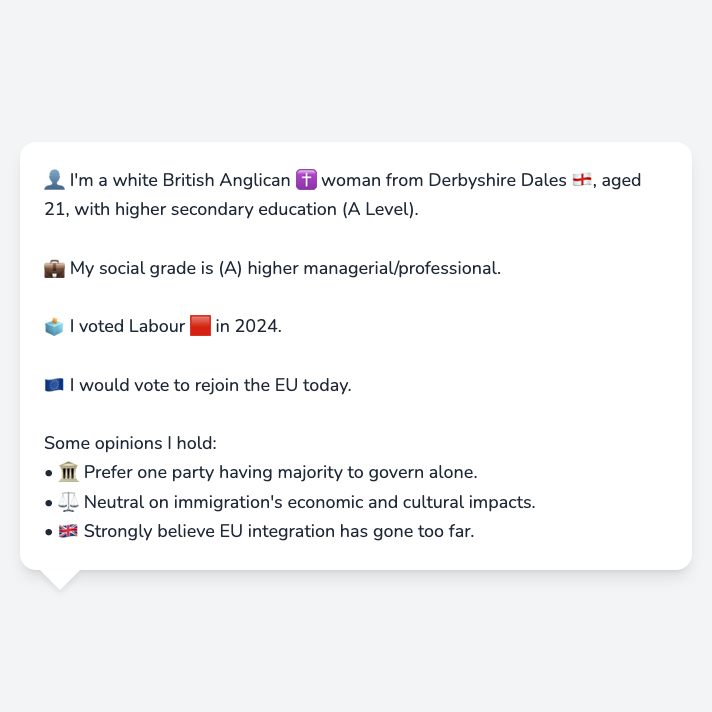 👤 I'm a white British Anglican ✝️ woman from Derbyshire Dales 🏴󠁧󠁢󠁥󠁮󠁧󠁿, aged
21, with higher secondary education (A Level).
💼 My social grade is (A) higher managerial/professional.
🗳️ I voted Labour 🟥 in 2024.
🇪🇺 I would vote to rejoin the EU today.
Some opinions I hold:
• 🏛️ Prefer one party having majority to govern alone.
• ⚖️ Neutral on immigration's economic and cultural impacts.
• 🇬🇧 Strongly believe EU integration has gone too far.